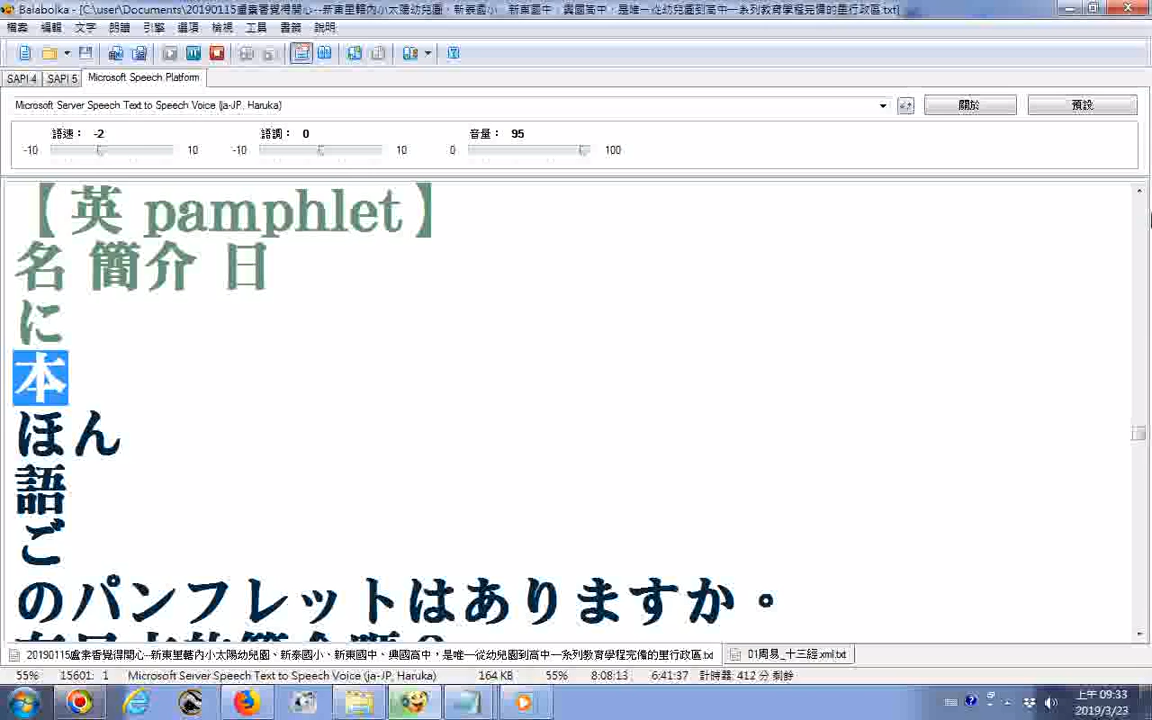 Balabolka - [C:\user\Documents\20190115盧彙香覺得開心--新東里轄內小太陽幼兒園、新泰國小、新東國中、興國高中，是唯一從幼兒園到高中一系列教育學程完備的里行政區.txt]
檔案 編輯 文字 朗讀 引擎 選項 檢視 工具 書籤 說明
SAPI 4 SAPI 5 Microsoft Speech Platform
Microsoft Server Speech Text to Speech Voice (ja-JP, Haruka) 關於 預設
語速： -2 語調： 0 音量： 95
-10 10 -10 10 0 100
【英 pamphlet】
名 簡介 日
に
本
ほん
語
ご
のパンフレットはありますか。
有日本的簡介嗎？
20190115盧彙香覺得開心--新東里轄內小太陽幼兒園、新泰國小、新東國中、興國高中，是唯一從幼兒園到高中一系列教育學程完備的里行政區.txt 01周易_十三經.xml.txt
55% 15601: 1 Microsoft Server Speech Text to Speech Voice (ja-JP, Haruka) 164 KB 55% 8:08:13 6:41:37 計時器: 412 分 剩餘
上午 09:33
2019/3/23